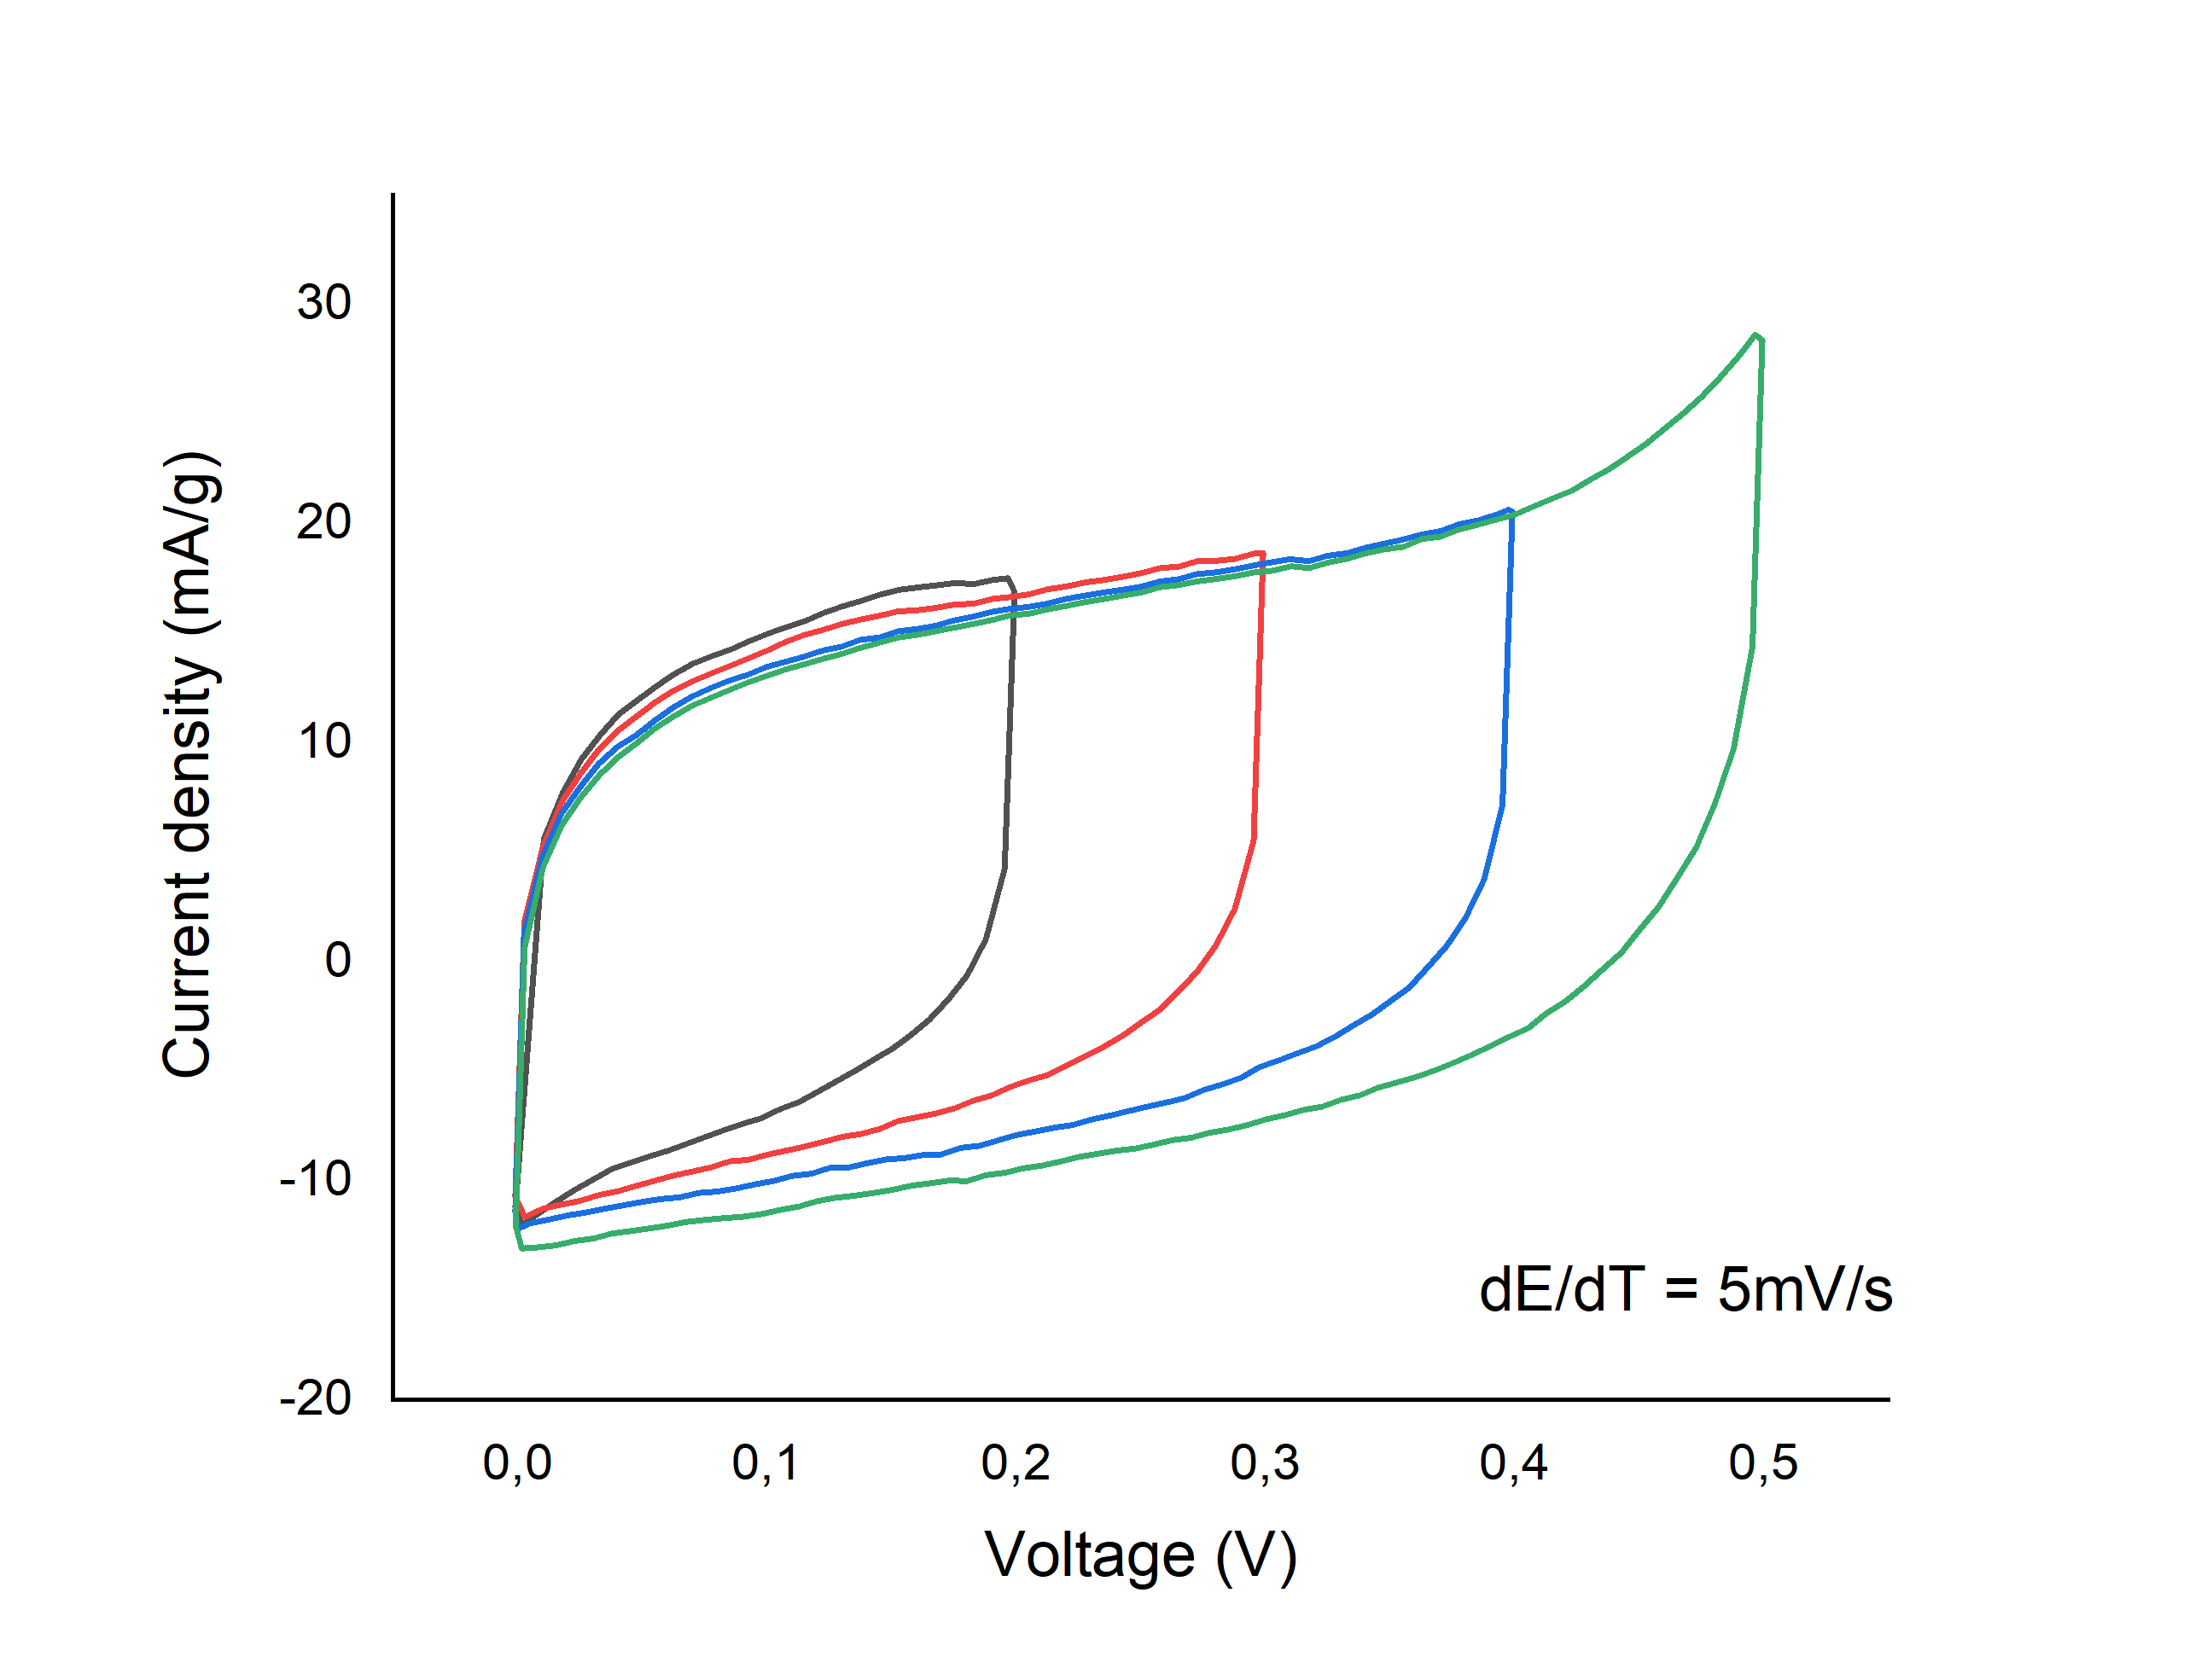 30
20
10
0
-10
-20
Current density (mA/g)
dE/dT = 5mV/s
0,0 0,1 0,2 0,3 0,4 0,5
Voltage (V)